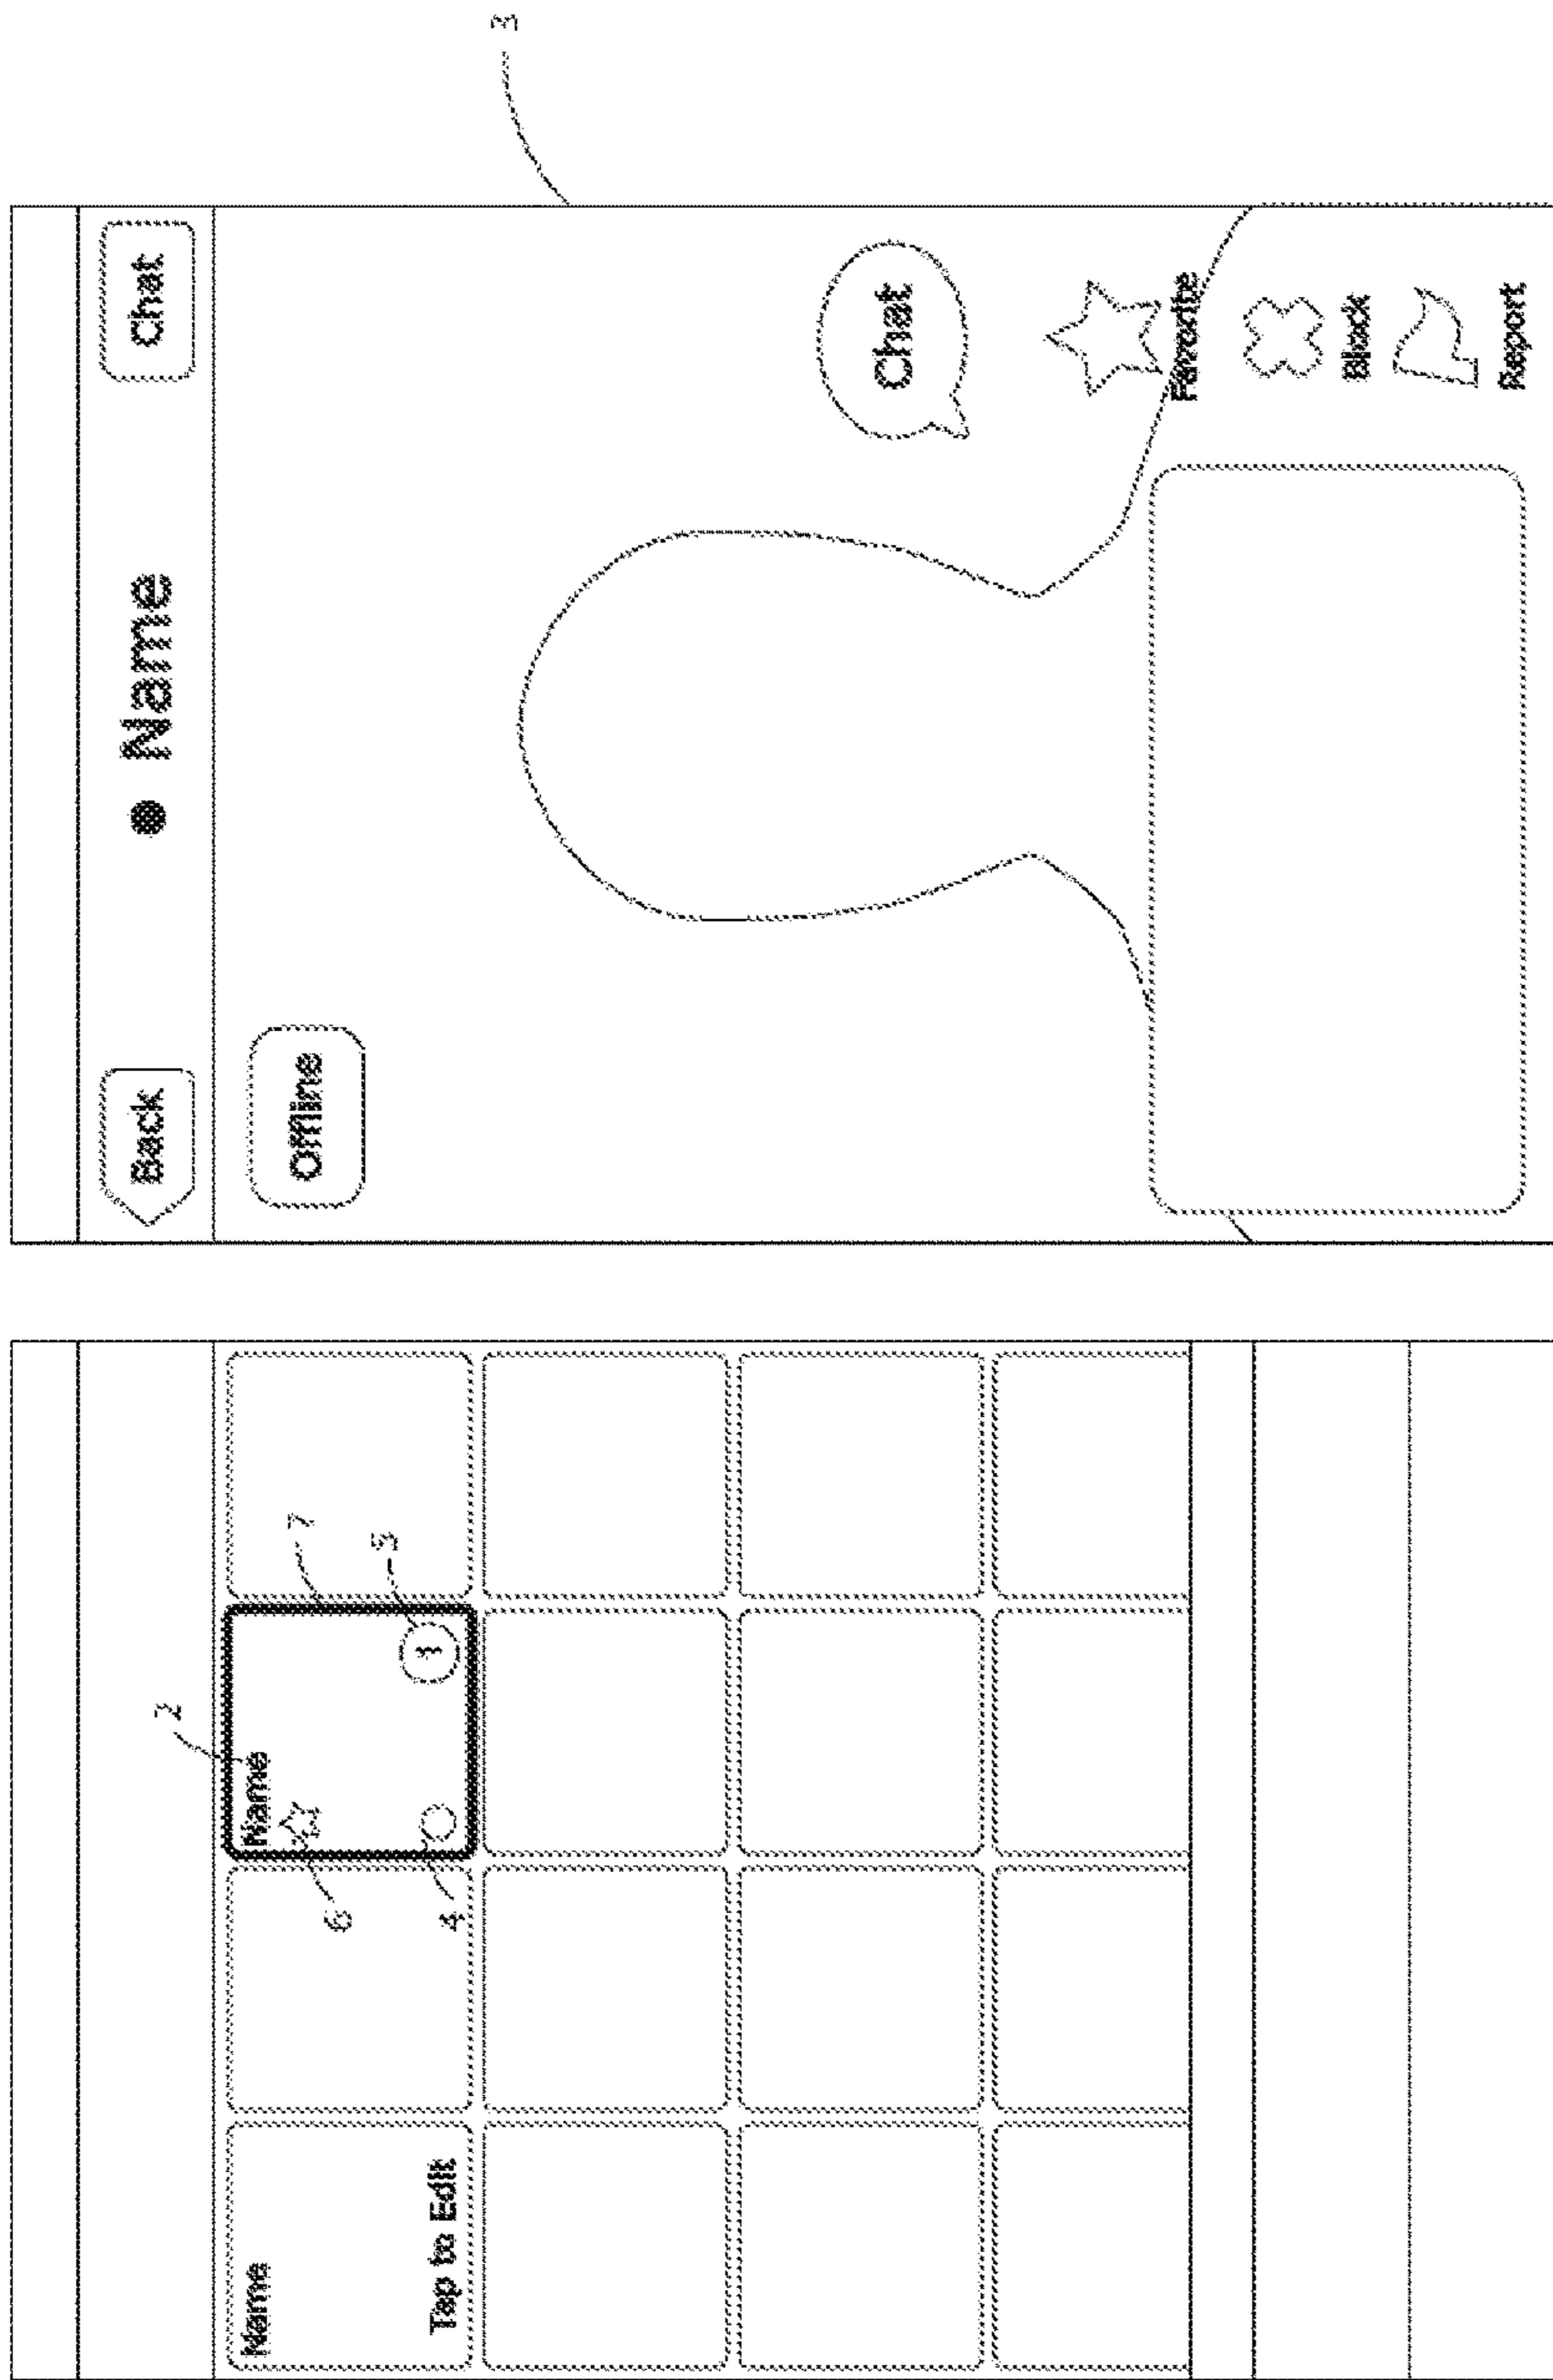 2
Name
Name
6
7
Tap to Edit
4
5
Back
Name
Chat
Offline
3
Chat
Favorite
Block
Report